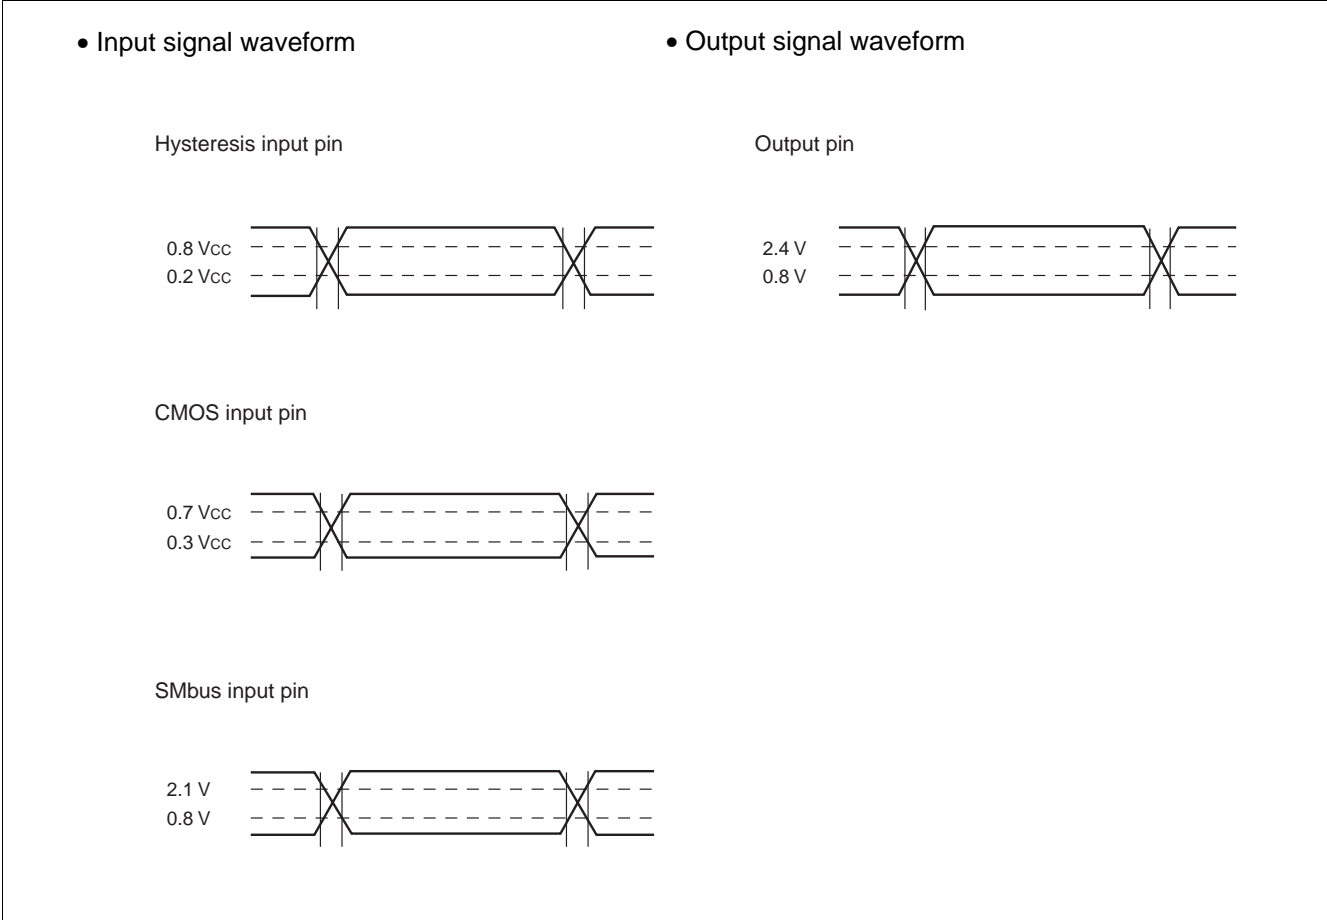 • Input signal waveform
• Output signal waveform
Hysteresis input pin
0.8 Vcc
0.2 Vcc
Output pin
2.4 V
0.8 V
CMOS input pin
0.7 Vcc
0.3 Vcc
SMbus input pin
2.1 V
0.8 V